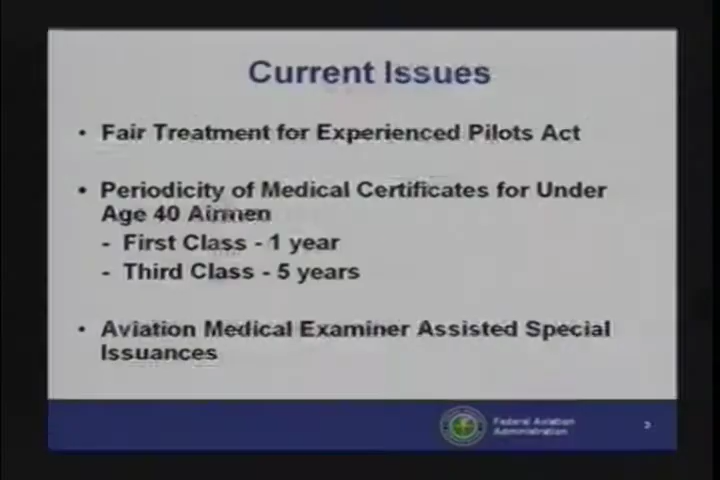 Current Issues
• Fair Treatment for Experienced Pilots Act
• Periodicity of Medical Certificates for Under
Age 40 Airmen
- First Class - 1 year
- Third Class - 5 years
• Aviation Medical Examiner Assisted Special
Issuances
Federal Aviation
Administration
3